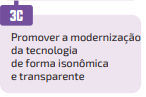 3C
Promover a modernização
da tecnologia
de forma isonômica
e transparente